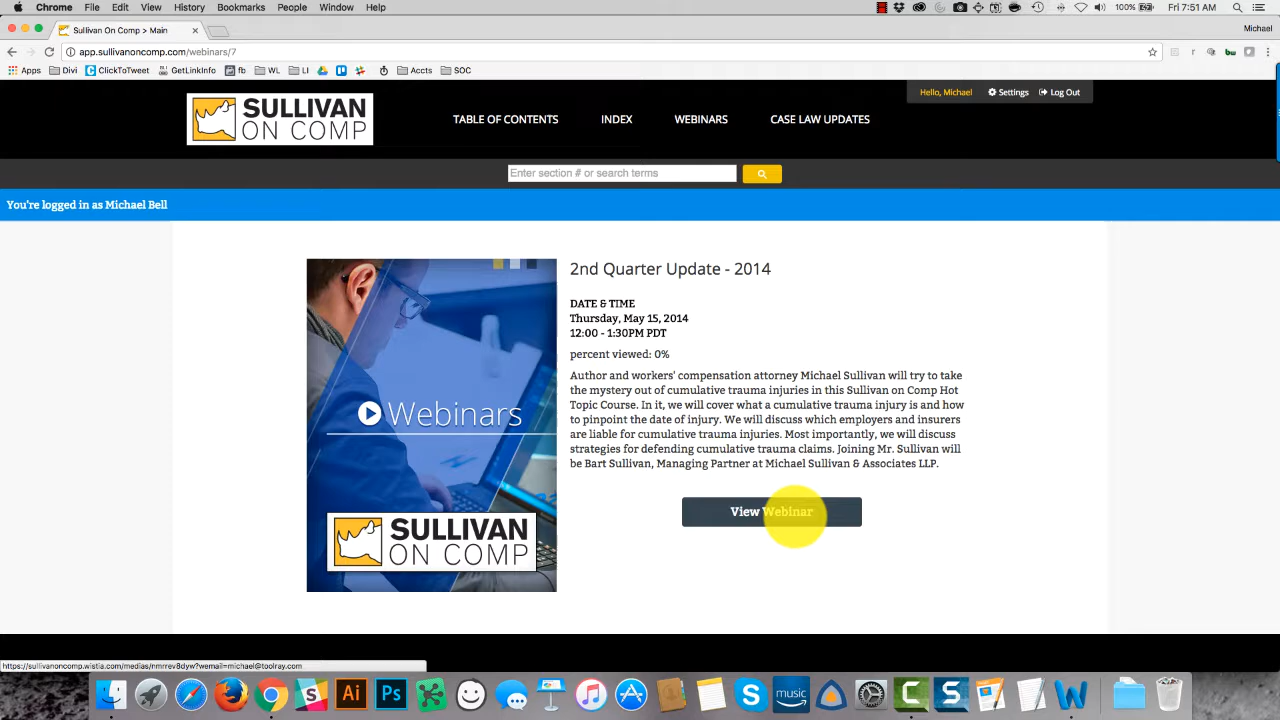 Chrome File Edit View History Bookmarks People Window Help 100% Fri 7:51 AM
Sullivan On Comp > Main Michael
app.sullivanoncomp.com/webinars/7
Apps Divi ClickToTweet GetLinkInfo fb WL LI Accts SOC
Hello, Michael Settings Log Out
SULLIVAN
ON COMP
TABLE OF CONTENTS INDEX WEBINARS CASE LAW UPDATES
Enter section # or search terms
You're logged in as Michael Bell
2nd Quarter Update - 2014
DATE & TIME
Thursday, May 15, 2014
12:00 - 1:30PM PDT
percent viewed: 0%
Author and workers' compensation attorney Michael Sullivan will try to take
the mystery out of cumulative trauma injuries in this Sullivan on Comp Hot
Topic Course. In it, we will cover what a cumulative trauma injury is and how
to pinpoint the date of injury. We will discuss which employers and insurers
are liable for cumulative trauma injuries. Most importantly, we will discuss
strategies for defending cumulative trauma claims. Joining Mr. Sullivan will
be Bart Sullivan, Managing Partner at Michael Sullivan & Associates LLP.
View Webinar
Webinars
SULLIVAN
ON COMP
https://sullivanoncomp.wistia.com/medias/nmrrev8dyw?wemail=michael@toolray.com
Ai Ps S music C S W